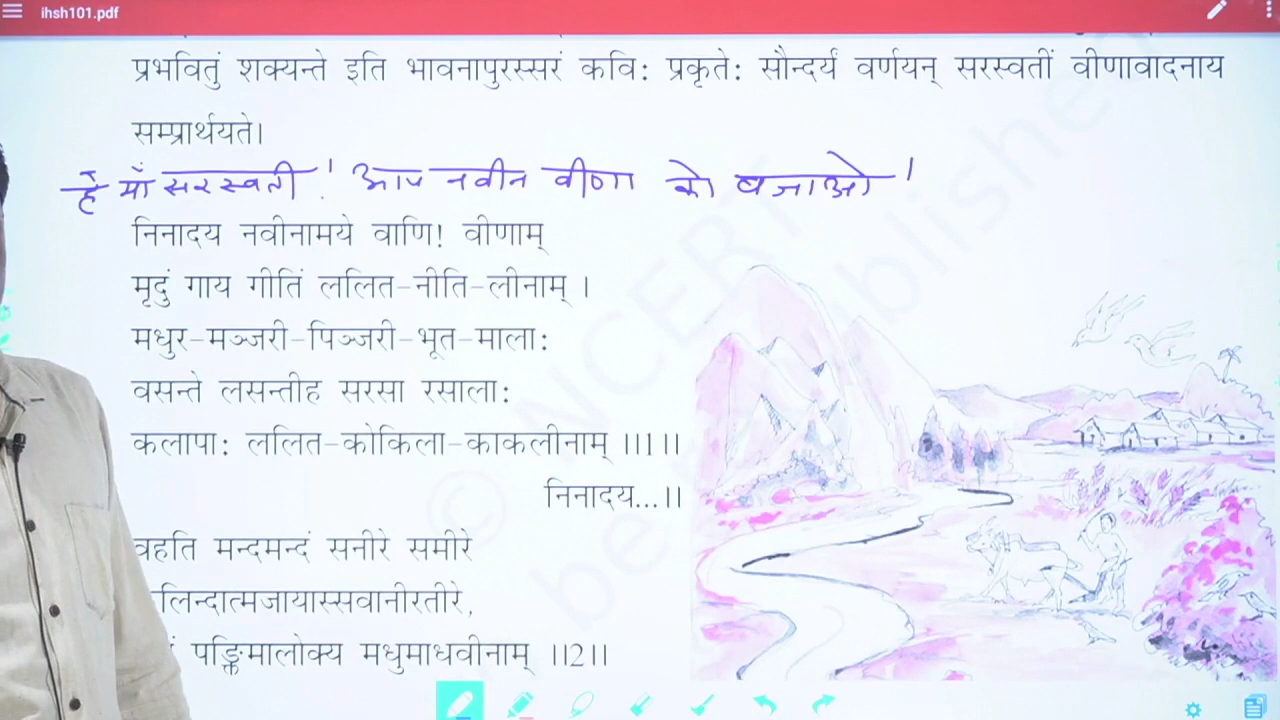 ihsh101.pdf
प्रभवितुं शक्यन्ते इति भावनापुरस्सरं कविः प्रकृतेः सौन्दर्यं वर्णयन् सरस्वतीं वीणावादनाय
सम्प्रार्थयते।
हे माँ सरस्वती! आप नवीन वीणा को बजाओ।
निनादय नवीनामये वाणि! वीणाम्
मृदुं गाय गीतिं ललित-नीति-लीनाम् ।
मधुर-मञ्जरी-पिञ्जरी-भूत-मालाः
वसन्ते लसन्तीह सरसा रसालाः
कलापाः ललित-कोकिला-काकलीनाम् ।।1।।
निनादय...।।
वहति मन्दमन्दं सनीरे समीरे
लिन्दात्मजायास्सवानीरतीरे,
पङ्क्तिमालोक्य मधुमाधवीनाम् ।।2।।
© NCERT